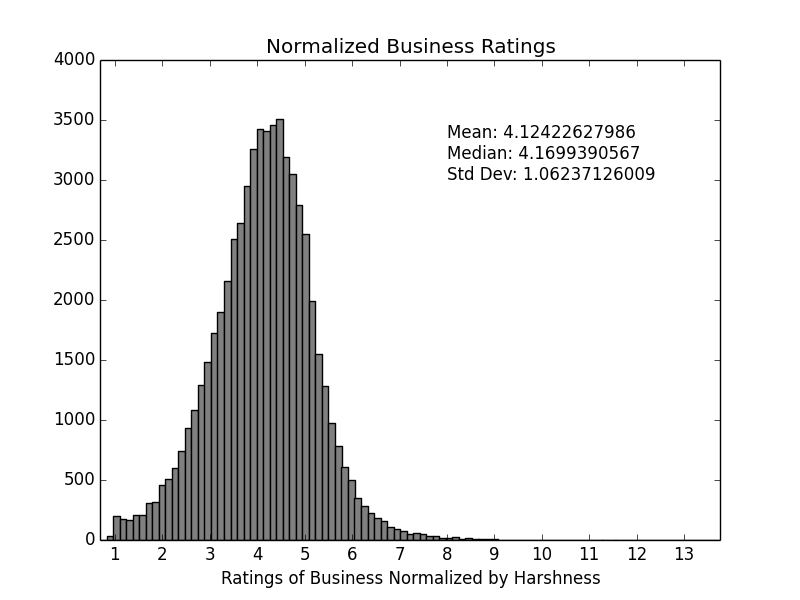 Normalized Business Ratings
4000
3500
3000
2500
2000
1500
1000
500
0
Mean: 4.12422627986
Median: 4.1699390567
Std Dev: 1.06237126009
1 2 3 4 5 6 7 8 9 10 11 12 13
Ratings of Business Normalized by Harshness